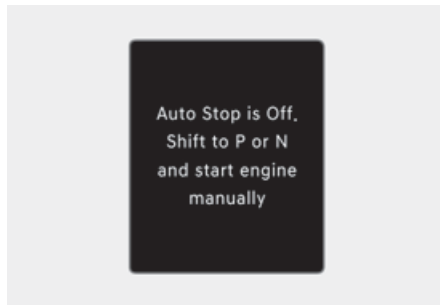 Auto Stop is Off.
Shift to P or N
and start engine
manually